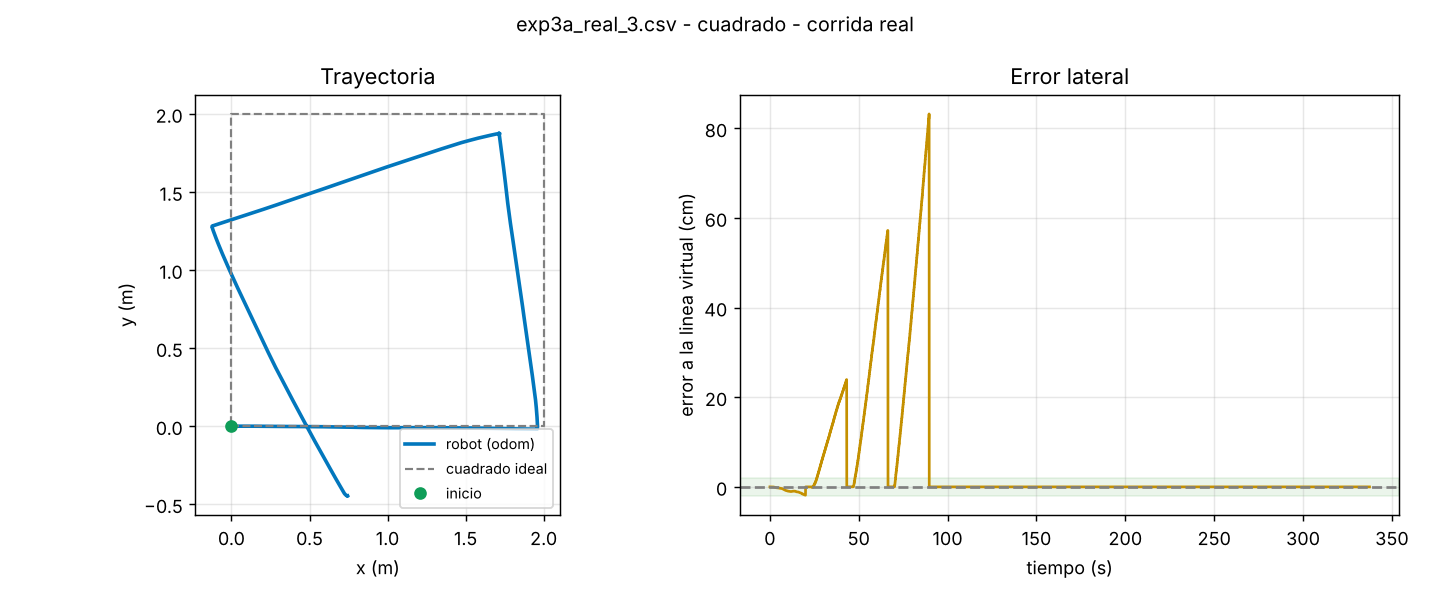 exp3a_real_3.csv - cuadrado - corrida real
Trayectoria
y (m)
2.0
1.5
1.0
0.5
0.0
−0.5
0.0
0.5
1.0
1.5
2.0
x (m)
robot (odom)
cuadrado ideal
inicio
Error lateral
error a la linea virtual (cm)
80
60
40
20
0
0
50
100
150
200
250
300
350
tiempo (s)